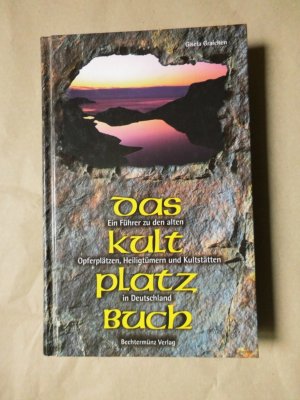 Gisela Graichen
das
Ein Führer zu den alten
kult
Opferplätzen, Heiligtümern und Kultstätten
platz
in Deutschland
Buch
Bechtermünz Verlag